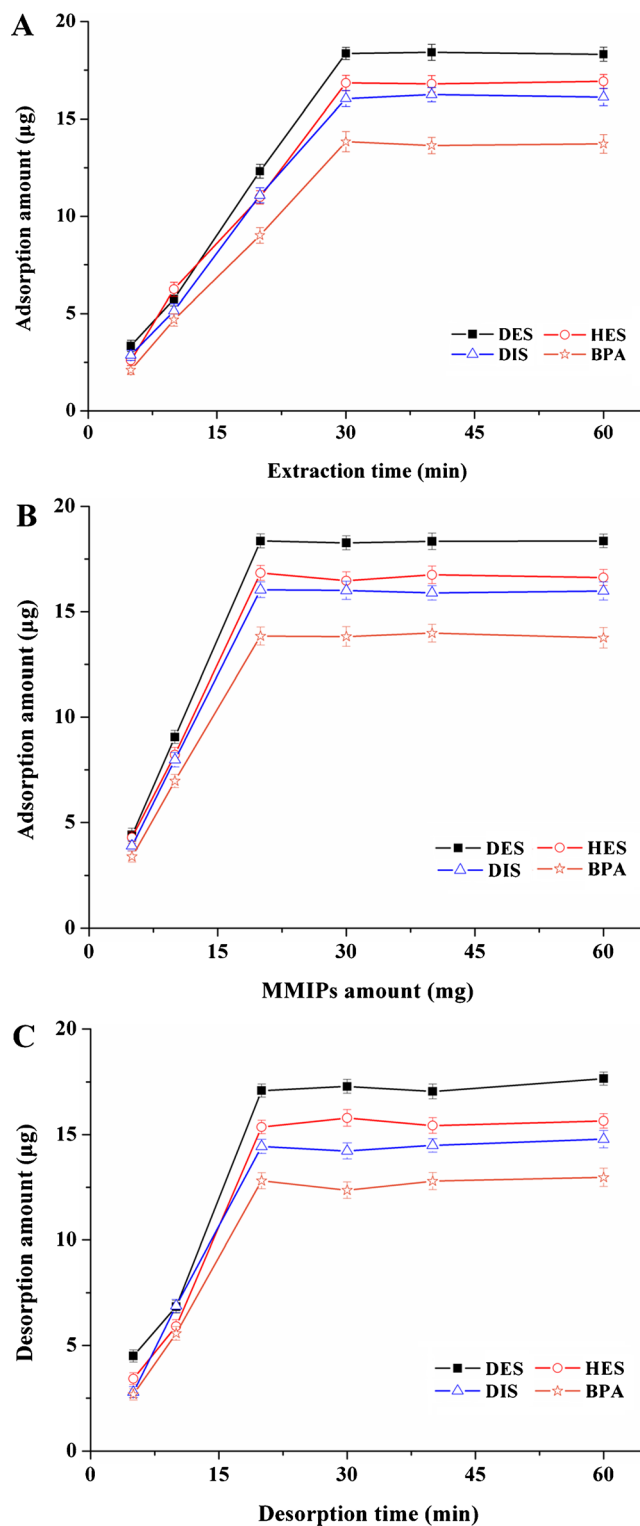 A
20
15
10
5
0
Adsorption amount (µg)
DES HES
DIS BPA
0 15 30 45 60
Extraction time (min)
B
20
15
10
5
0
Adsorption amount (µg)
DES HES
DIS BPA
0 15 30 45 60
MMIPs amount (mg)
C
20
15
10
5
0
Desorption amount (µg)
DES HES
DIS BPA
0 15 30 45 60
Desorption time (min)